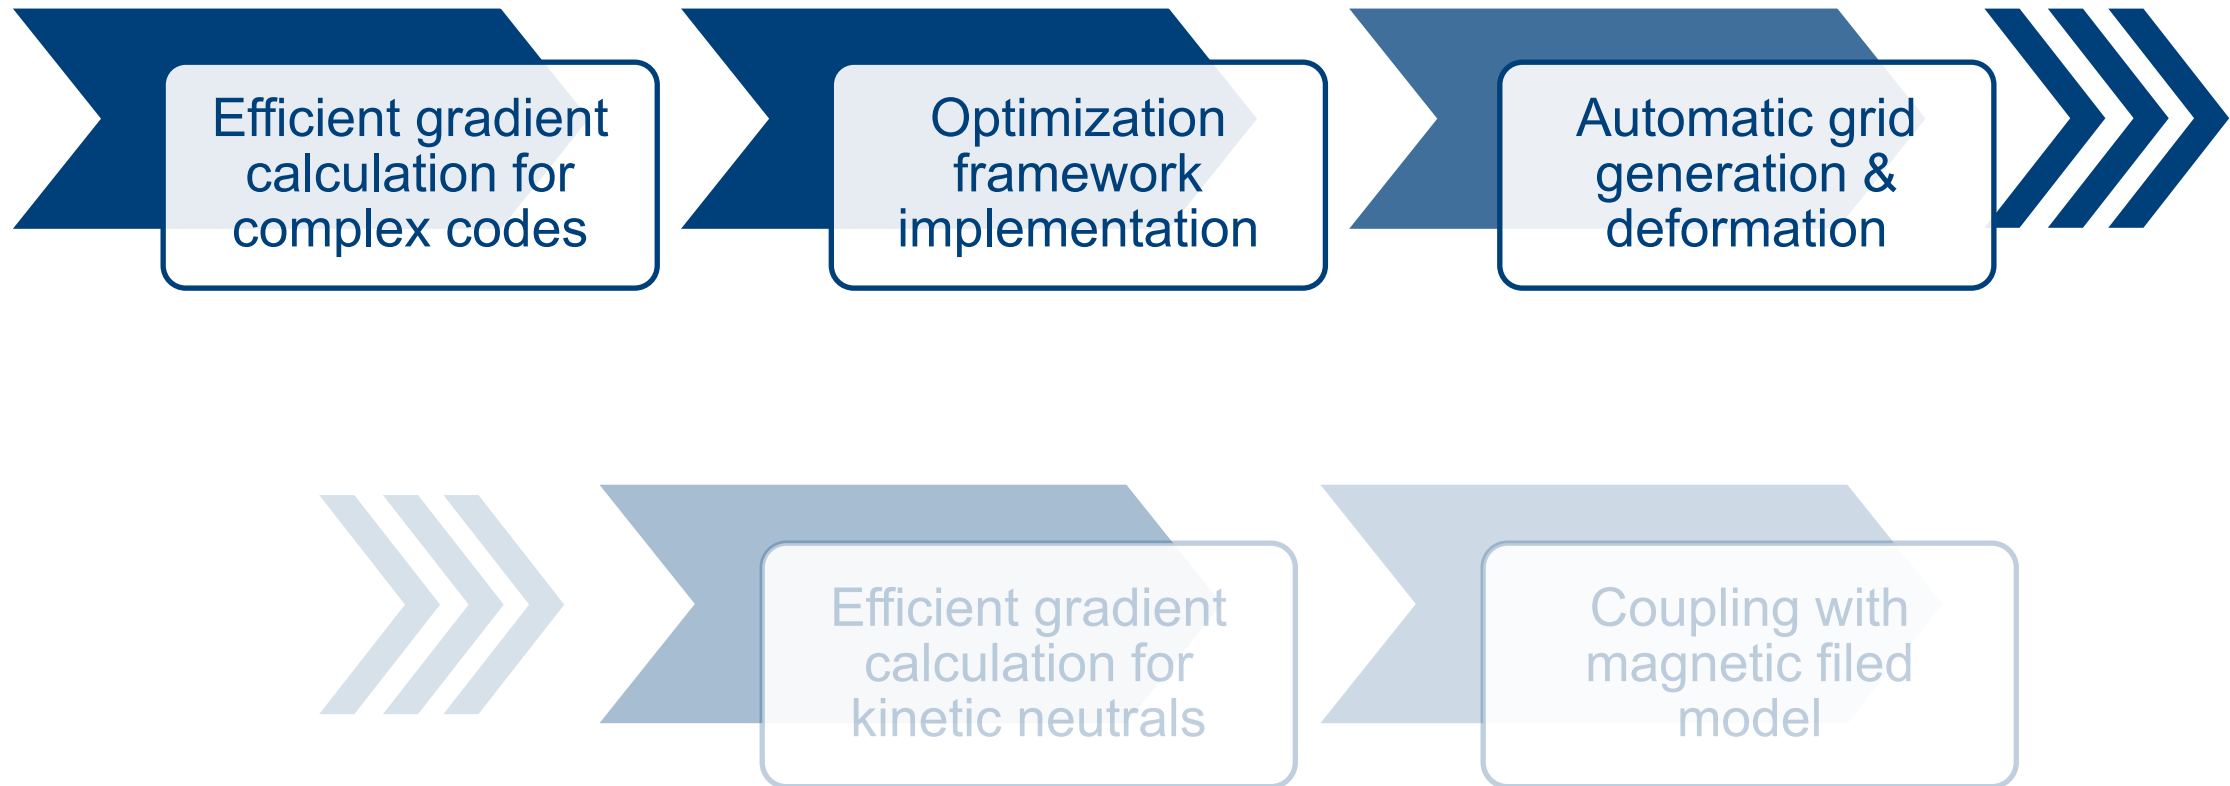 Efficient gradient
calculation for
complex codes
Optimization
framework
implementation
Automatic grid
generation &
deformation
Efficient gradient
calculation for
kinetic neutrals
Coupling with
magnetic filed
model